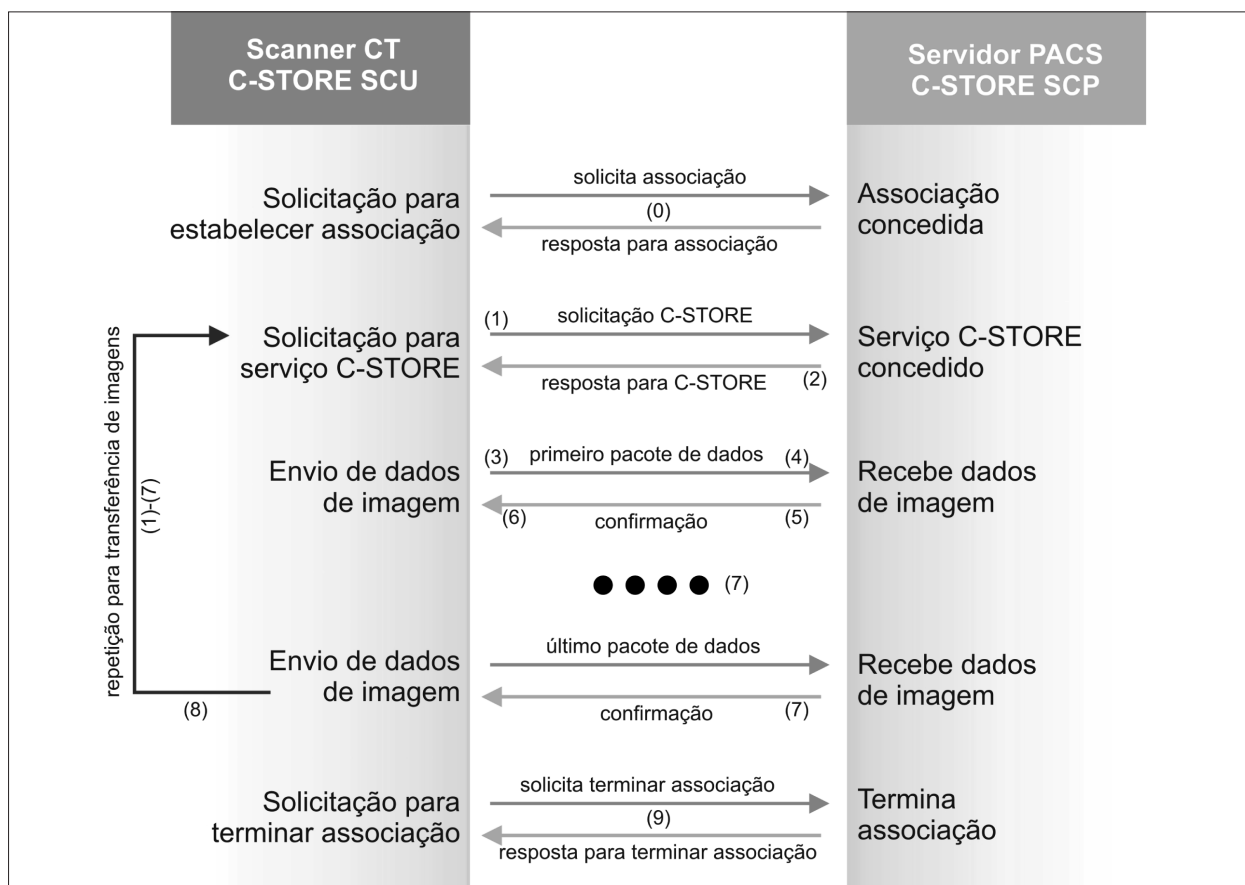 Scanner CT
C-STORE SCU
Servidor PACS
C-STORE SCP
Solicitação para
estabelecer associação
solicita associação
(0)
resposta para associação
Associação
concedida
Solicitação para
serviço C-STORE
(1)
solicitação C-STORE
resposta para C-STORE
(2)
Serviço C-STORE
concedido
Envio de dados
de imagem
(3)
primeiro pacote de dados
(4)
(6)
confirmação
(5)
Recebe dados
de imagem
(7)
repetição para transferência de imagens
(1)-(7)
(8)
Envio de dados
de imagem
último pacote de dados
confirmação
(7)
Recebe dados
de imagem
Solicitação para
terminar associação
solicita terminar associação
(9)
resposta para terminar associação
Termina
associação